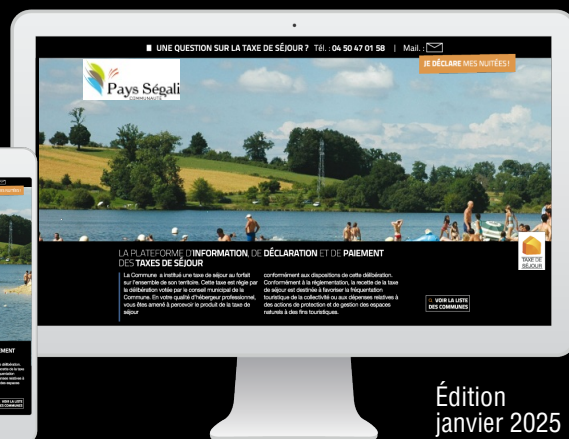 UNE QUESTION SUR LA TAXE DE SÉJOUR ? Tél. : 04 50 47 01 58 | Mail. :
JE DÉCLARE MES NUITÉES !
Pays Ségali
COMMUNAUTÉ
LA PLATEFORME D'INFORMATION, DE DÉCLARATION ET DE PAIEMENT
DES TAXES DE SÉJOUR
La Commune a institué une taxe de séjour au forfait
sur l'ensemble de son territoire. Cette taxe est régie par
la délibération votée par le conseil municipal de la
Commune. En votre qualité d'hébergeur professionnel,
vous êtes amené à percevoir le produit de la taxe de
séjour
conformément aux dispositions de cette délibération.
Conformément à la réglementation, la recette de la taxe
de séjour est destinée à favoriser la fréquentation
touristique de la collectivité ou aux dépenses relatives à
des actions de protection et de gestion des espaces
naturels à des fins touristiques.
TAXE DE
SÉJOUR
VOIR LA LISTE
DES COMMUNES
Édition
janvier 2025